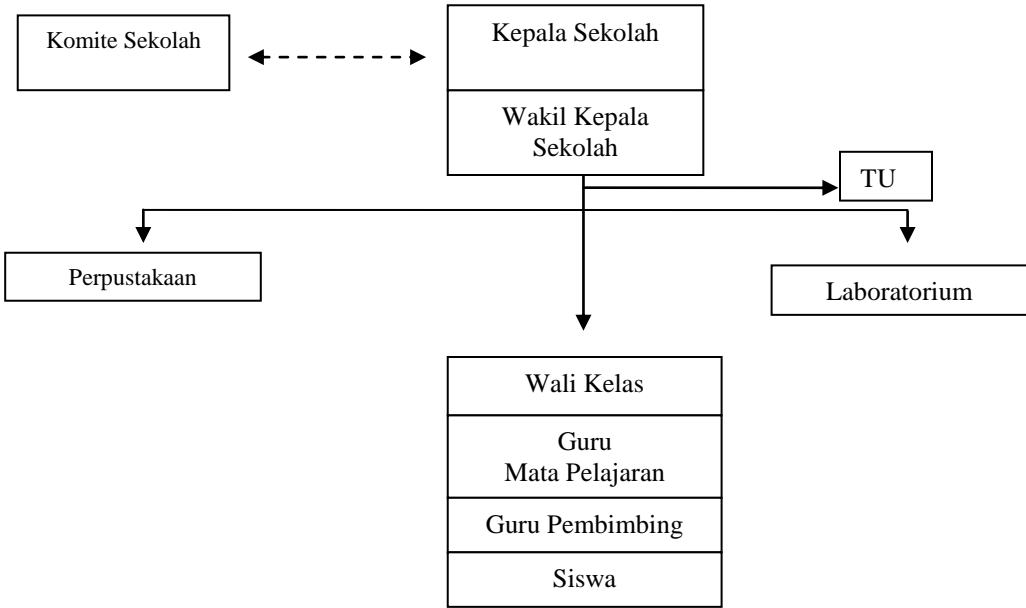 Komite Sekolah
Kepala Sekolah
Wakil Kepala
Sekolah
TU
Perpustakaan
Laboratorium
Wali Kelas
Guru
Mata Pelajaran
Guru Pembimbing
Siswa